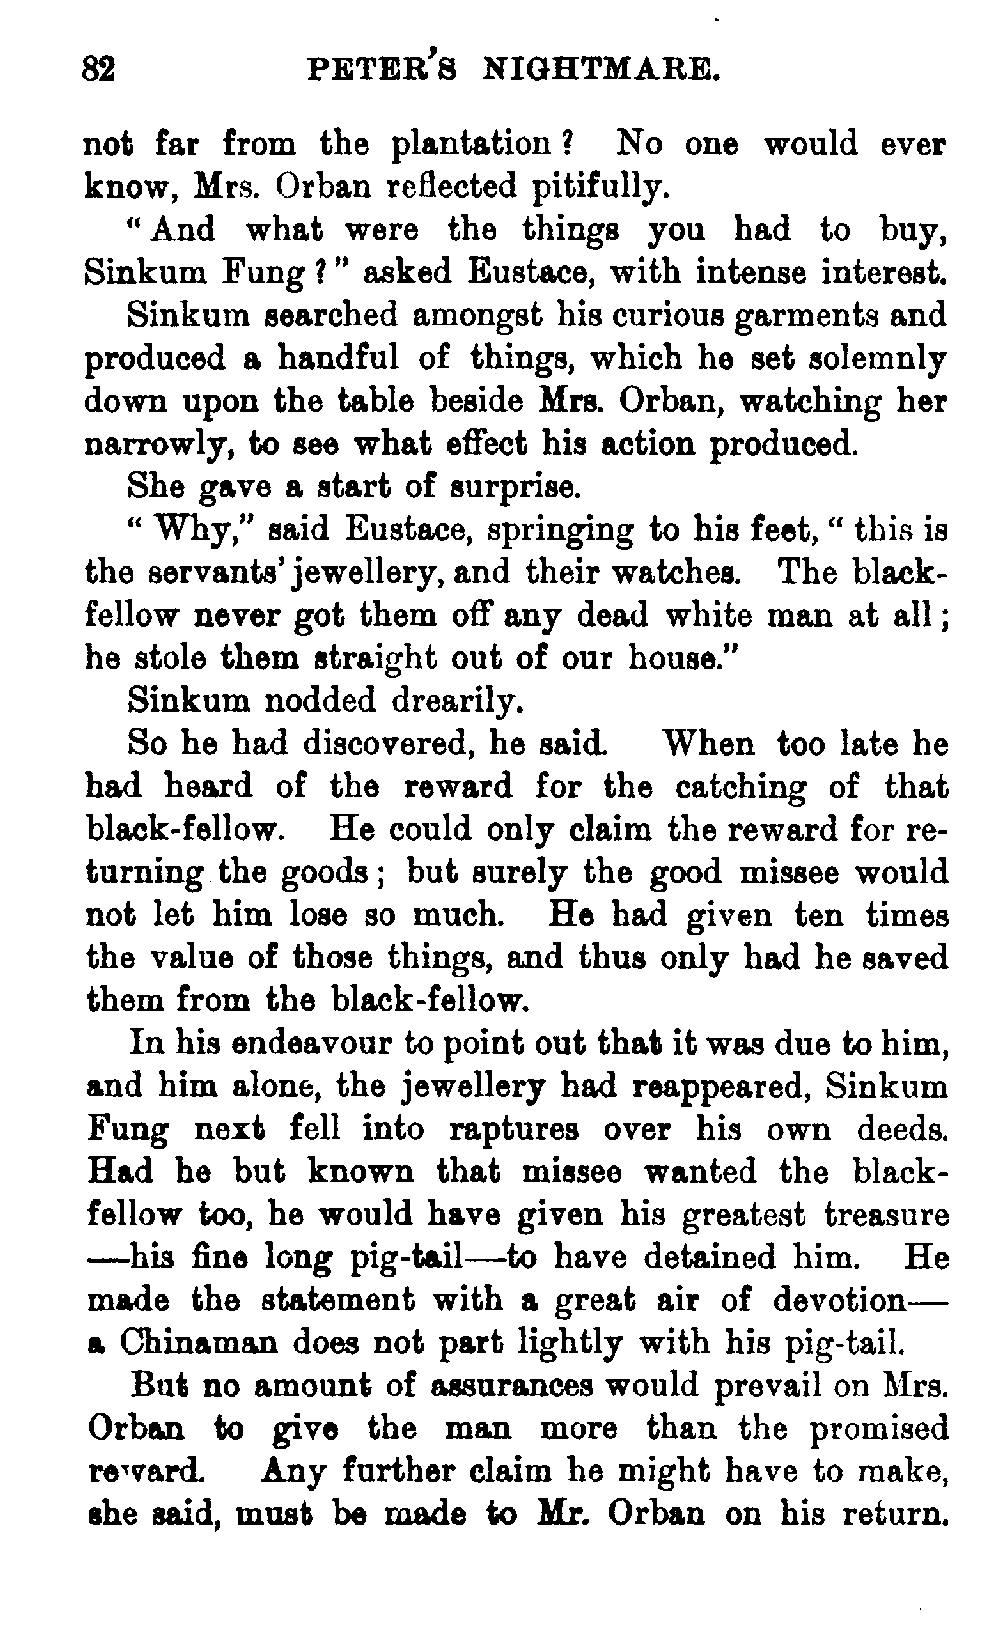 82 PETER'S NIGHTMARE.
not far from the plantation? No one would ever
know, Mrs. Orban reflected pitifully.
"And what were the things you had to buy,
Sinkum Fung?" asked Eustace, with intense interest.
Sinkum searched amongst his curious garments and
produced a handful of things, which he set solemnly
down upon the table beside Mrs. Orban, watching her
narrowly, to see what effect his action produced.
She gave a start of surprise.
"Why," said Eustace, springing to his feet, "this is
the servants' jewellery, and their watches. The black-
fellow never got them off any dead white man at all;
he stole them straight out of our house."
Sinkum nodded drearily.
So he had discovered, he said. When too late he
had heard of the reward for the catching of that
black-fellow. He could only claim the reward for re-
turning the goods; but surely the good missee would
not let him lose so much. He had given ten times
the value of those things, and thus only had he saved
them from the black-fellow.
In his endeavour to point out that it was due to him,
and him alone, the jewellery had reappeared, Sinkum
Fung next fell into raptures over his own deeds.
Had he but known that missee wanted the black-
fellow too, he would have given his greatest treasure
—his fine long pig-tail—to have detained him. He
made the statement with a great air of devotion—
a Chinaman does not part lightly with his pig-tail.
But no amount of assurances would prevail on Mrs.
Orban to give the man more than the promised
reward. Any further claim he might have to make,
she said, must be made to Mr. Orban on his return.